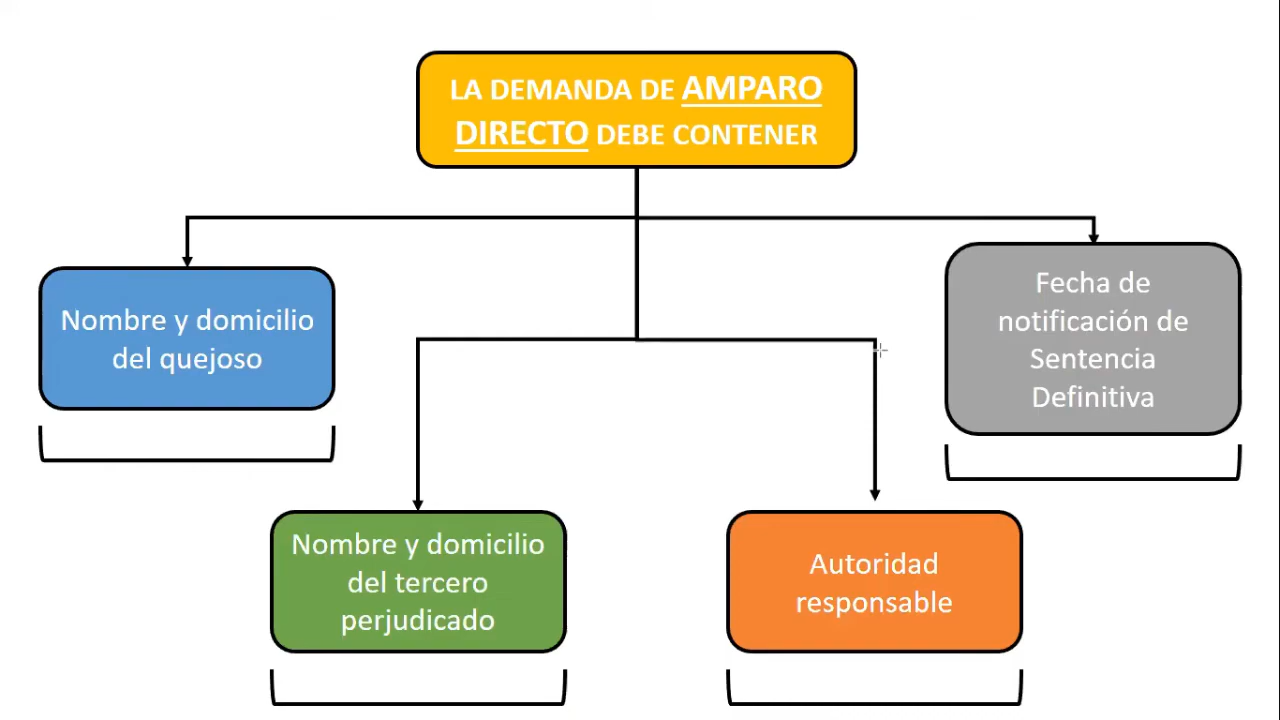 LA DEMANDA DE AMPARO
DIRECTO DEBE CONTENER
Nombre y domicilio
del quejoso
Fecha de
notificación de
Sentencia
Definitiva
Nombre y domicilio
del tercero
perjudicado
Autoridad
responsable